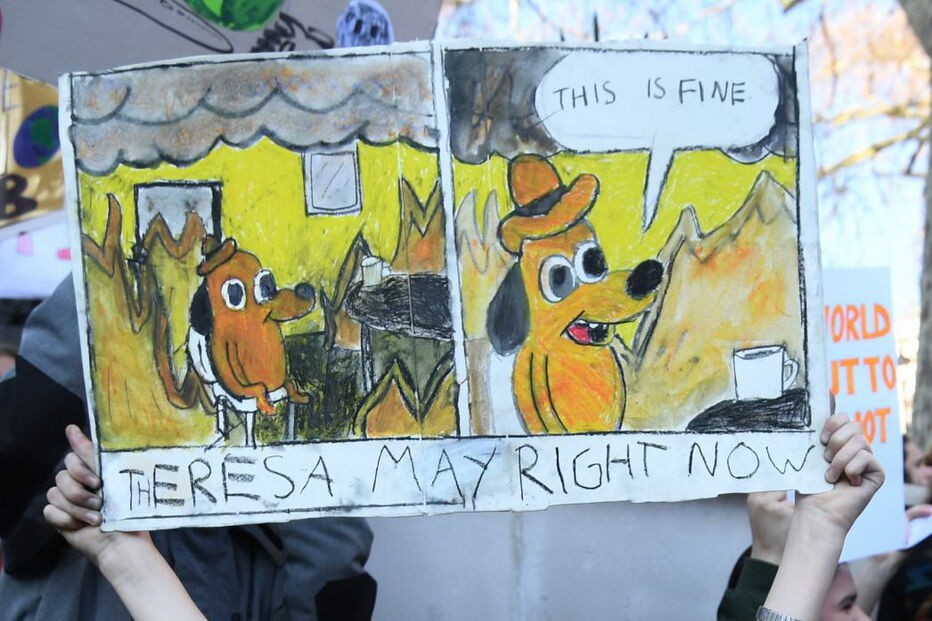 THIS IS FINE
THERESA MAY RIGHT NOW